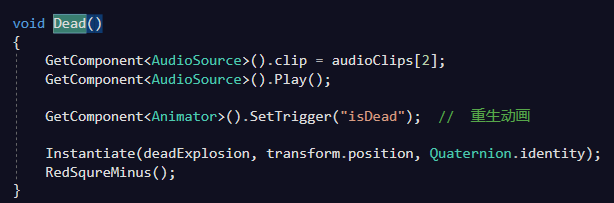 void Dead()
{
GetComponent<AudioSource>().clip = audioClips[2];
GetComponent<AudioSource>().Play();
GetComponent<Animator>().SetTrigger("isDead");  //  重生动画
Instantiate(deadExplosion, transform.position, Quaternion.identity);
RedSqureMinus();
}